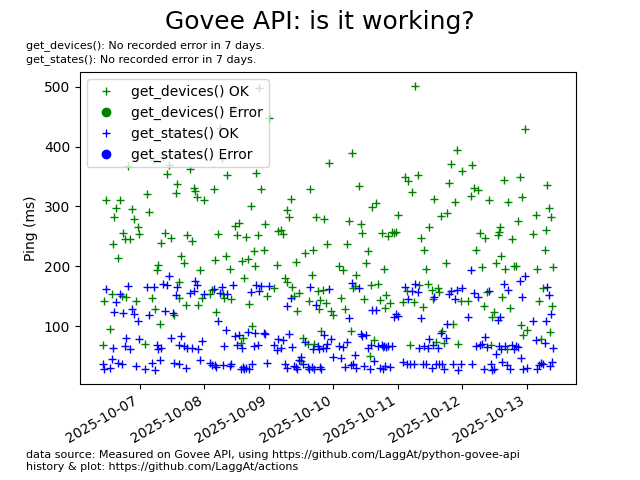 Govee API: is it working?
get_devices(): No recorded error in 7 days.
get_states(): No recorded error in 7 days.
500
400
300
200
100
Ping (ms)
get_devices() OK
get_devices() Error
get_states() OK
get_states() Error
2025-10-07
2025-10-08
2025-10-09
2025-10-10
2025-10-11
2025-10-12
2025-10-13
data source: Measured on Govee API, using https://github.com/LaggAt/python-govee-api
history & plot: https://github.com/LaggAt/actions